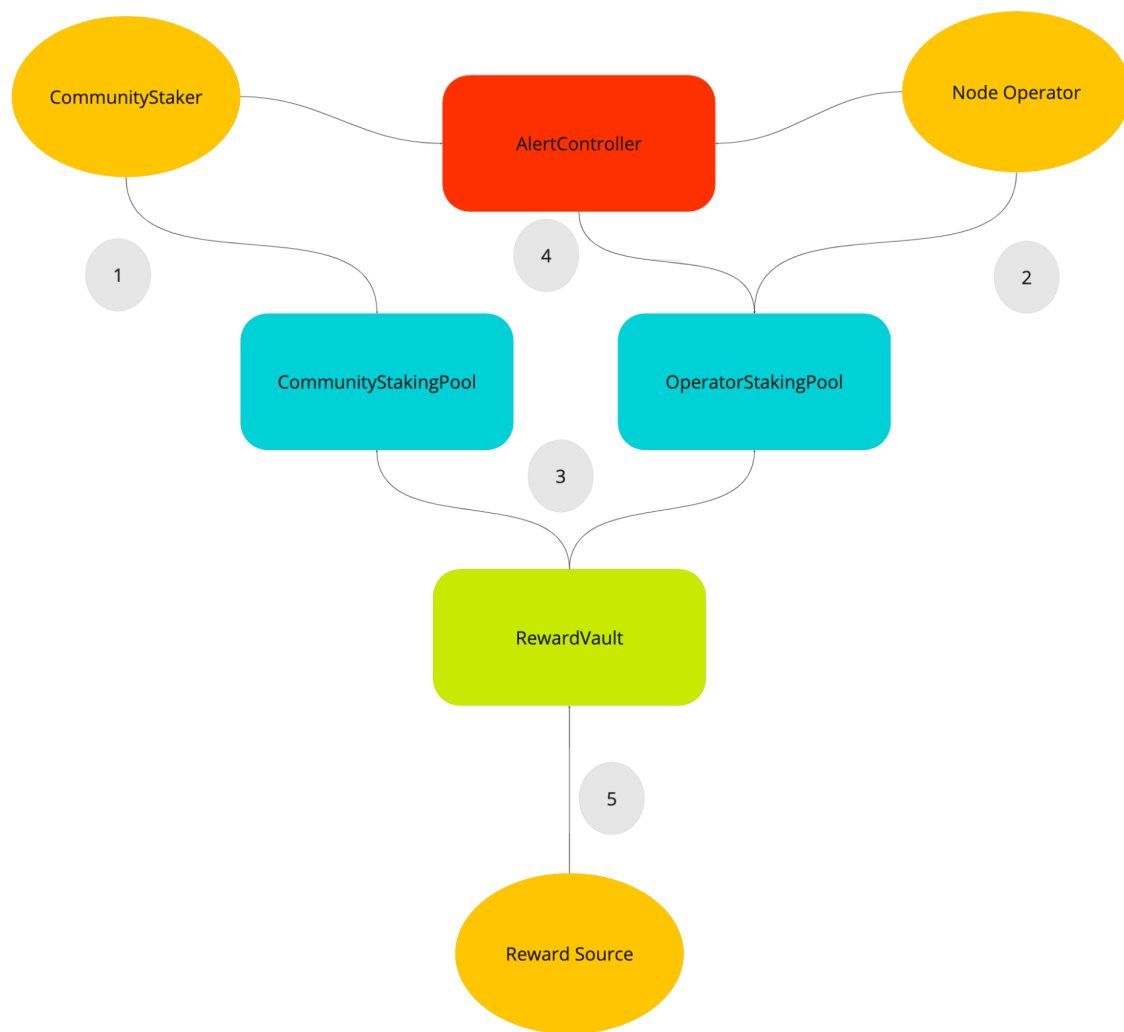 CommunityStaker
Node Operator
AlertController
4
1
2
CommunityStakingPool
OperatorStakingPool
3
RewardVault
5
Reward Source